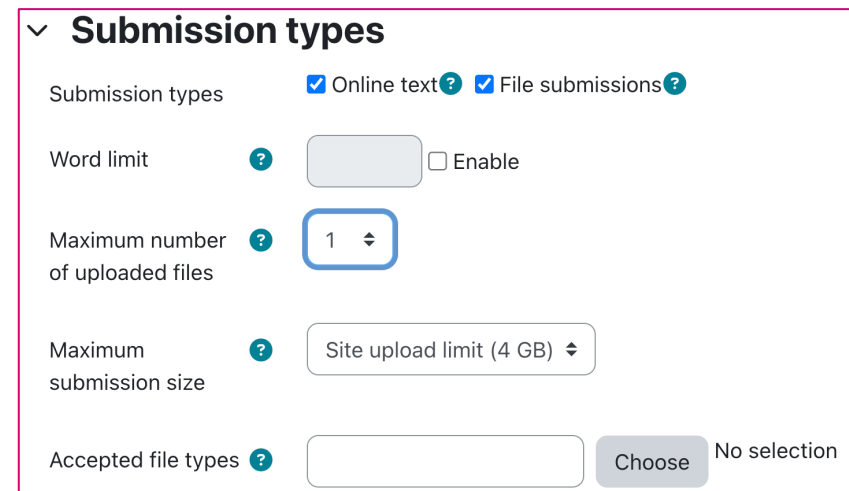 Submission types
Submission types Online text ? File submissions ?
Word limit ? Enable
Maximum number ? 1
of uploaded files
Maximum ? Site upload limit (4 GB)
submission size
Accepted file types ? Choose No selection